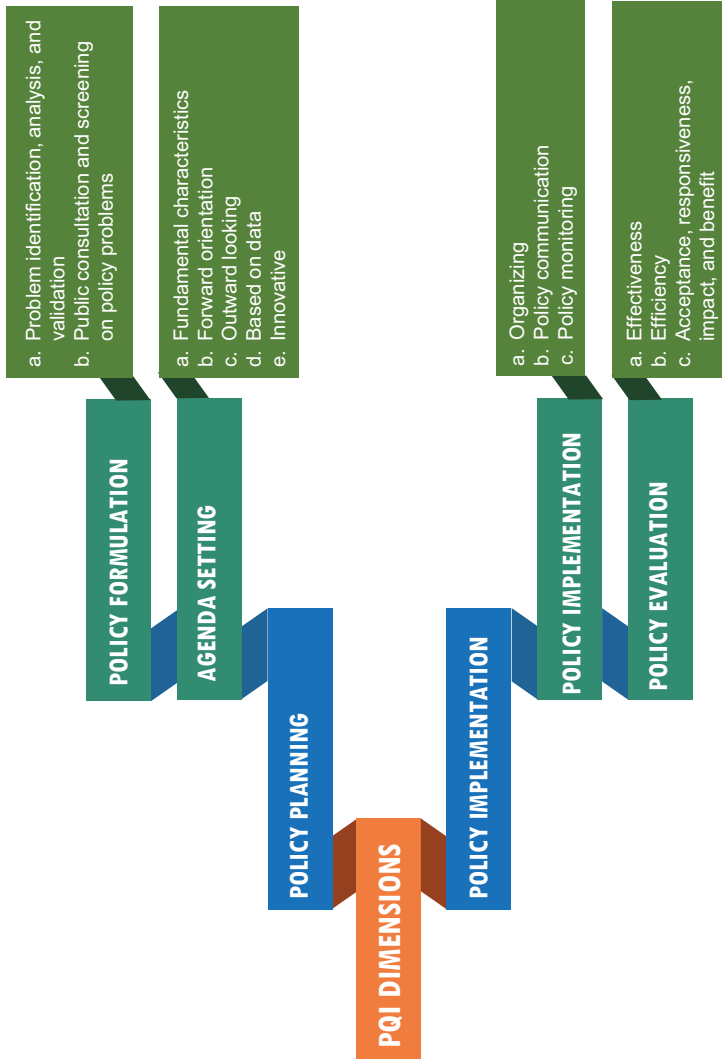 PQI DIMENSIONS
POLICY PLANNING
POLICY FORMULATION
a. Problem identification, analysis, and
validation
b. Public consultation and screening
on policy problems
AGENDA SETTING
a. Fundamental characteristics
b. Forward orientation
c. Outward looking
d. Based on data
e. Innovative
POLICY IMPLEMENTATION
POLICY IMPLEMENTATION
a. Organizing
b. Policy communication
c. Policy monitoring
POLICY EVALUATION
a. Effectiveness
b. Efficiency
c. Acceptance, responsiveness,
impact, and benefit